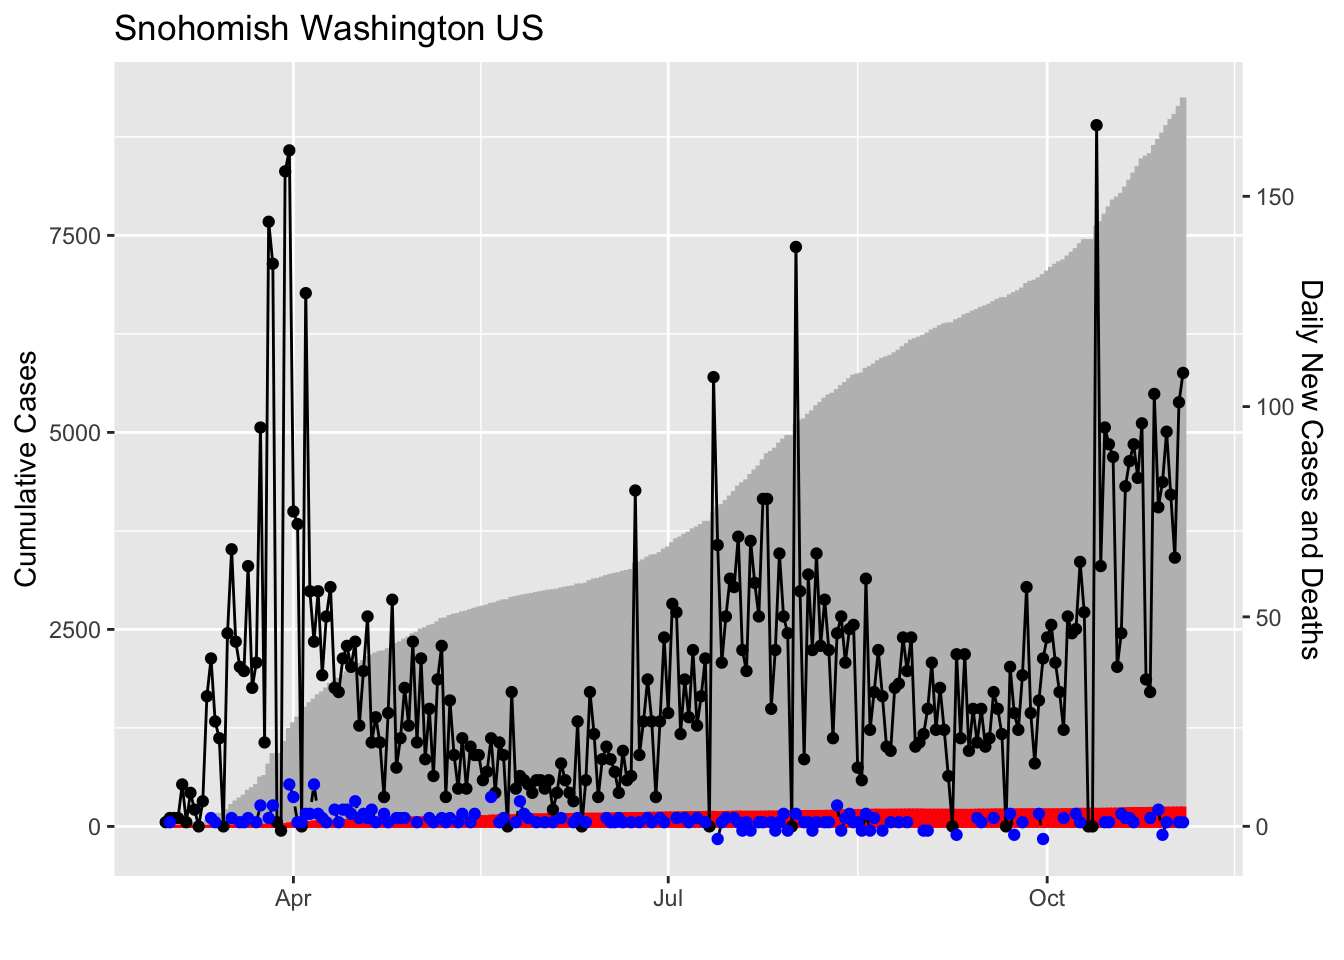 Snohomish Washington US
Cumulative Cases
7500
5000
2500
0
150
100
50
0
Daily New Cases and Deaths
Apr
Jul
Oct